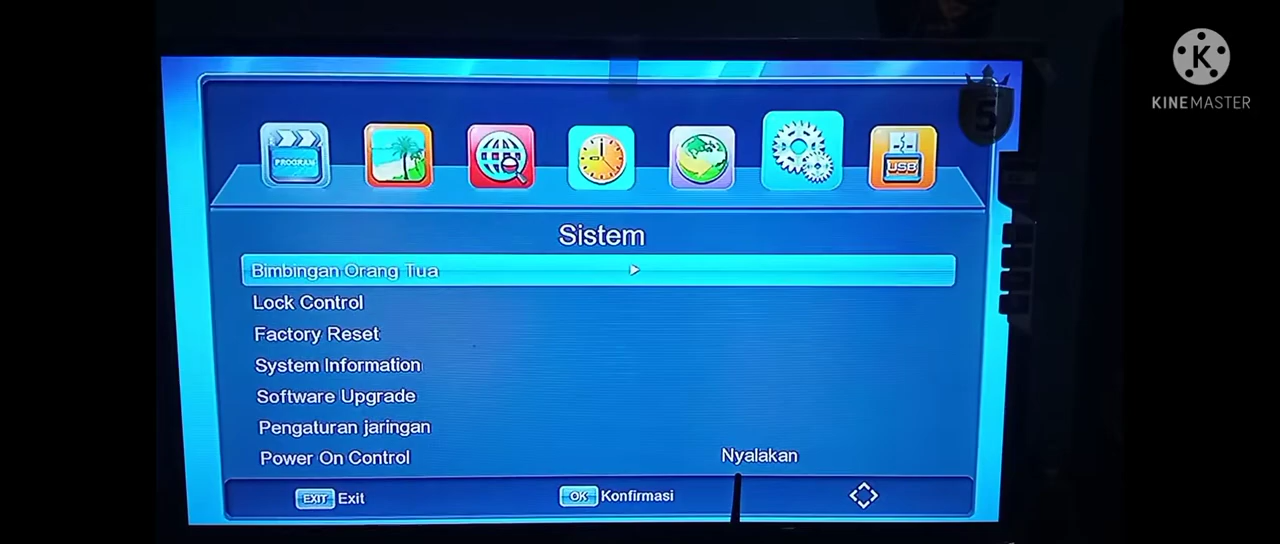 K
KINEMASTER
5
PROGRAM
USB
Sistem
Bimbingan Orang Tua
Lock Control
Factory Reset
System Information
Software Upgrade
Pengaturan jaringan
Power On Control Nyalakan
EXIT Exit OK Konfirmasi